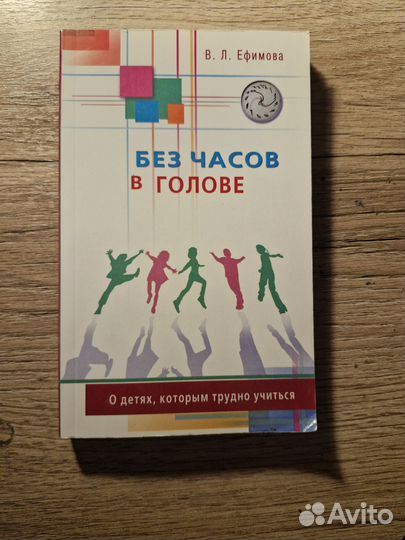 В. Л. Ефимова
БЕЗ ЧАСОВ
В ГОЛОВЕ
О детях, которым трудно учиться
Avito